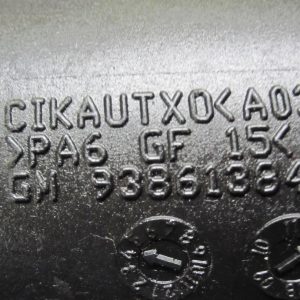 CIKAUTXO<A03
>PA6 GF 15<
GM 93861384